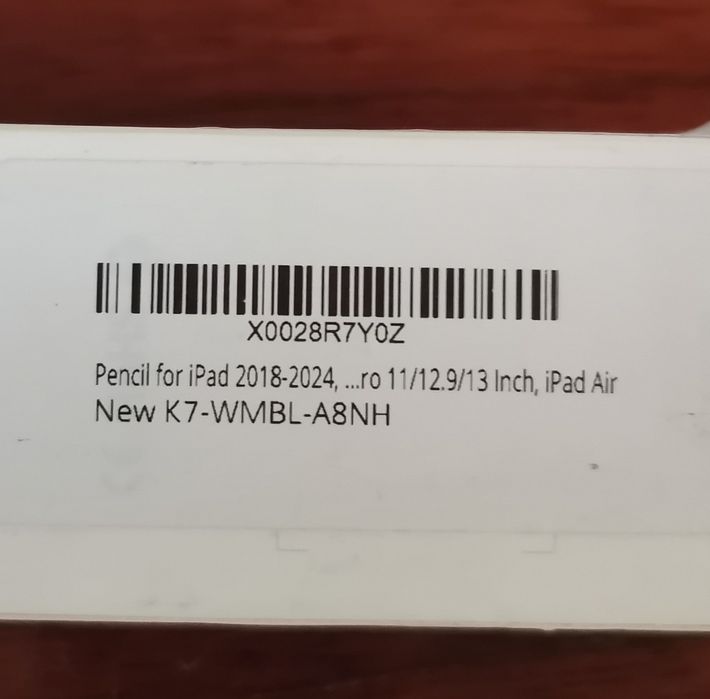 X0028R7Y0Z
Pencil for iPad 2018-2024, ...ro 11/12.9/13 Inch, iPad Air
New K7-WMBL-A8NH